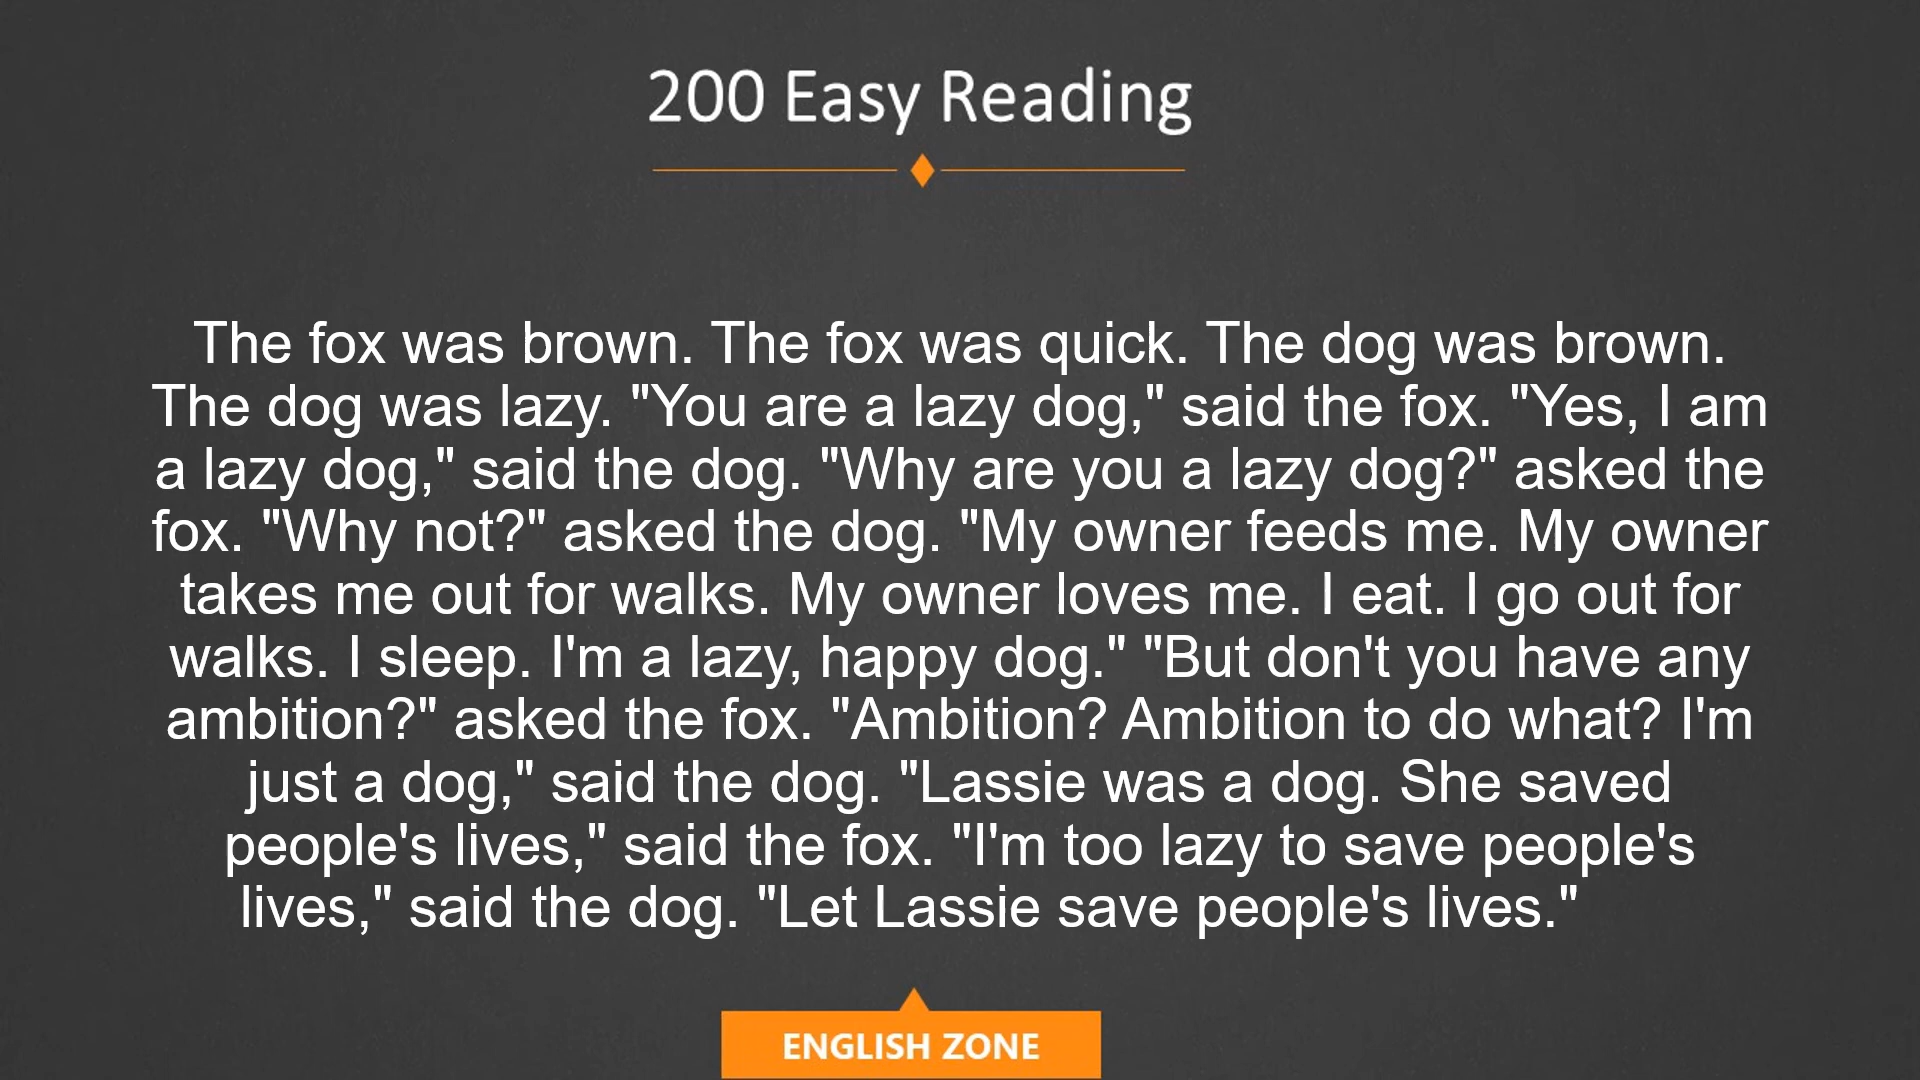 200 Easy Reading
The fox was brown. The fox was quick. The dog was brown.
The dog was lazy. "You are a lazy dog," said the fox. "Yes, I am
a lazy dog," said the dog. "Why are you a lazy dog?" asked the
fox. "Why not?" asked the dog. "My owner feeds me. My owner
takes me out for walks. My owner loves me. I eat. I go out for
walks. I sleep. I'm a lazy, happy dog." "But don't you have any
ambition?" asked the fox. "Ambition? Ambition to do what? I'm
just a dog," said the dog. "Lassie was a dog. She saved
people's lives," said the fox. "I'm too lazy to save people's
lives," said the dog. "Let Lassie save people's lives."
ENGLISH ZONE